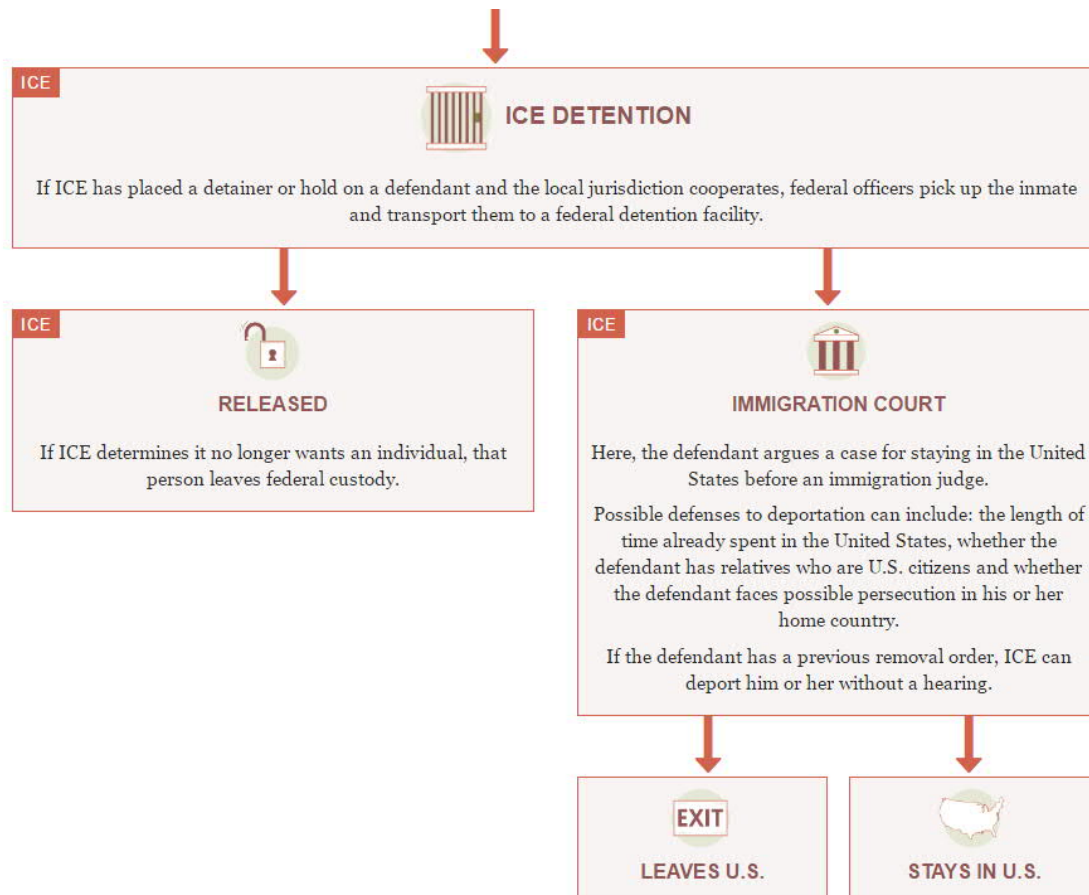 ICE
ICE DETENTION
If ICE has placed a detainer or hold on a defendant and the local jurisdiction cooperates, federal officers pick up the inmate
and transport them to a federal detention facility.
ICE
RELEASED
If ICE determines it no longer wants an individual, that
person leaves federal custody.
ICE
IMMIGRATION COURT
Here, the defendant argues a case for staying in the United
States before an immigration judge.
Possible defenses to deportation can include: the length of
time already spent in the United States, whether the
defendant has relatives who are U.S. citizens and whether
the defendant faces possible persecution in his or her
home country.
If the defendant has a previous removal order, ICE can
deport him or her without a hearing.
EXIT
LEAVES U.S.
STAYS IN U.S.